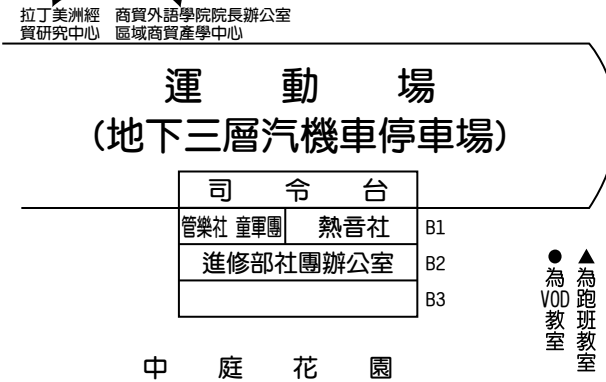 拉丁美洲經 商貿外語學院院長辦公室
貿研究中心 區域商貿產學中心
運動場
(地下三層汽機車停車場)
司令台
管樂社 童軍團 熱音社 B1
進修部社團辦公室 B2
B3
▲為跑班教室
●為VOD教室
中庭花園